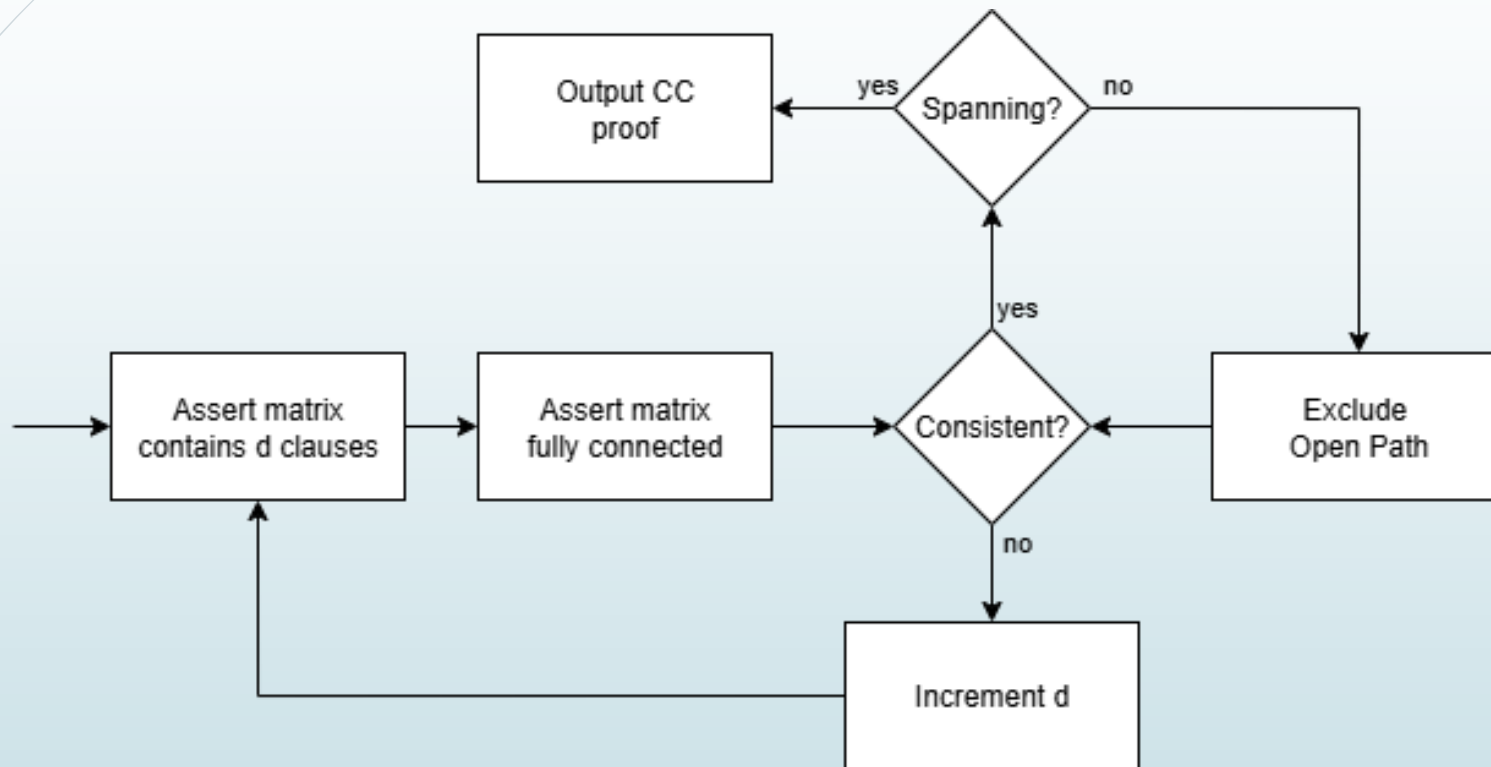 Output CC
proof
yes
Spanning?
no
yes
Assert matrix
contains d clauses
Assert matrix
fully connected
Consistent?
Exclude
Open Path
no
Increment d